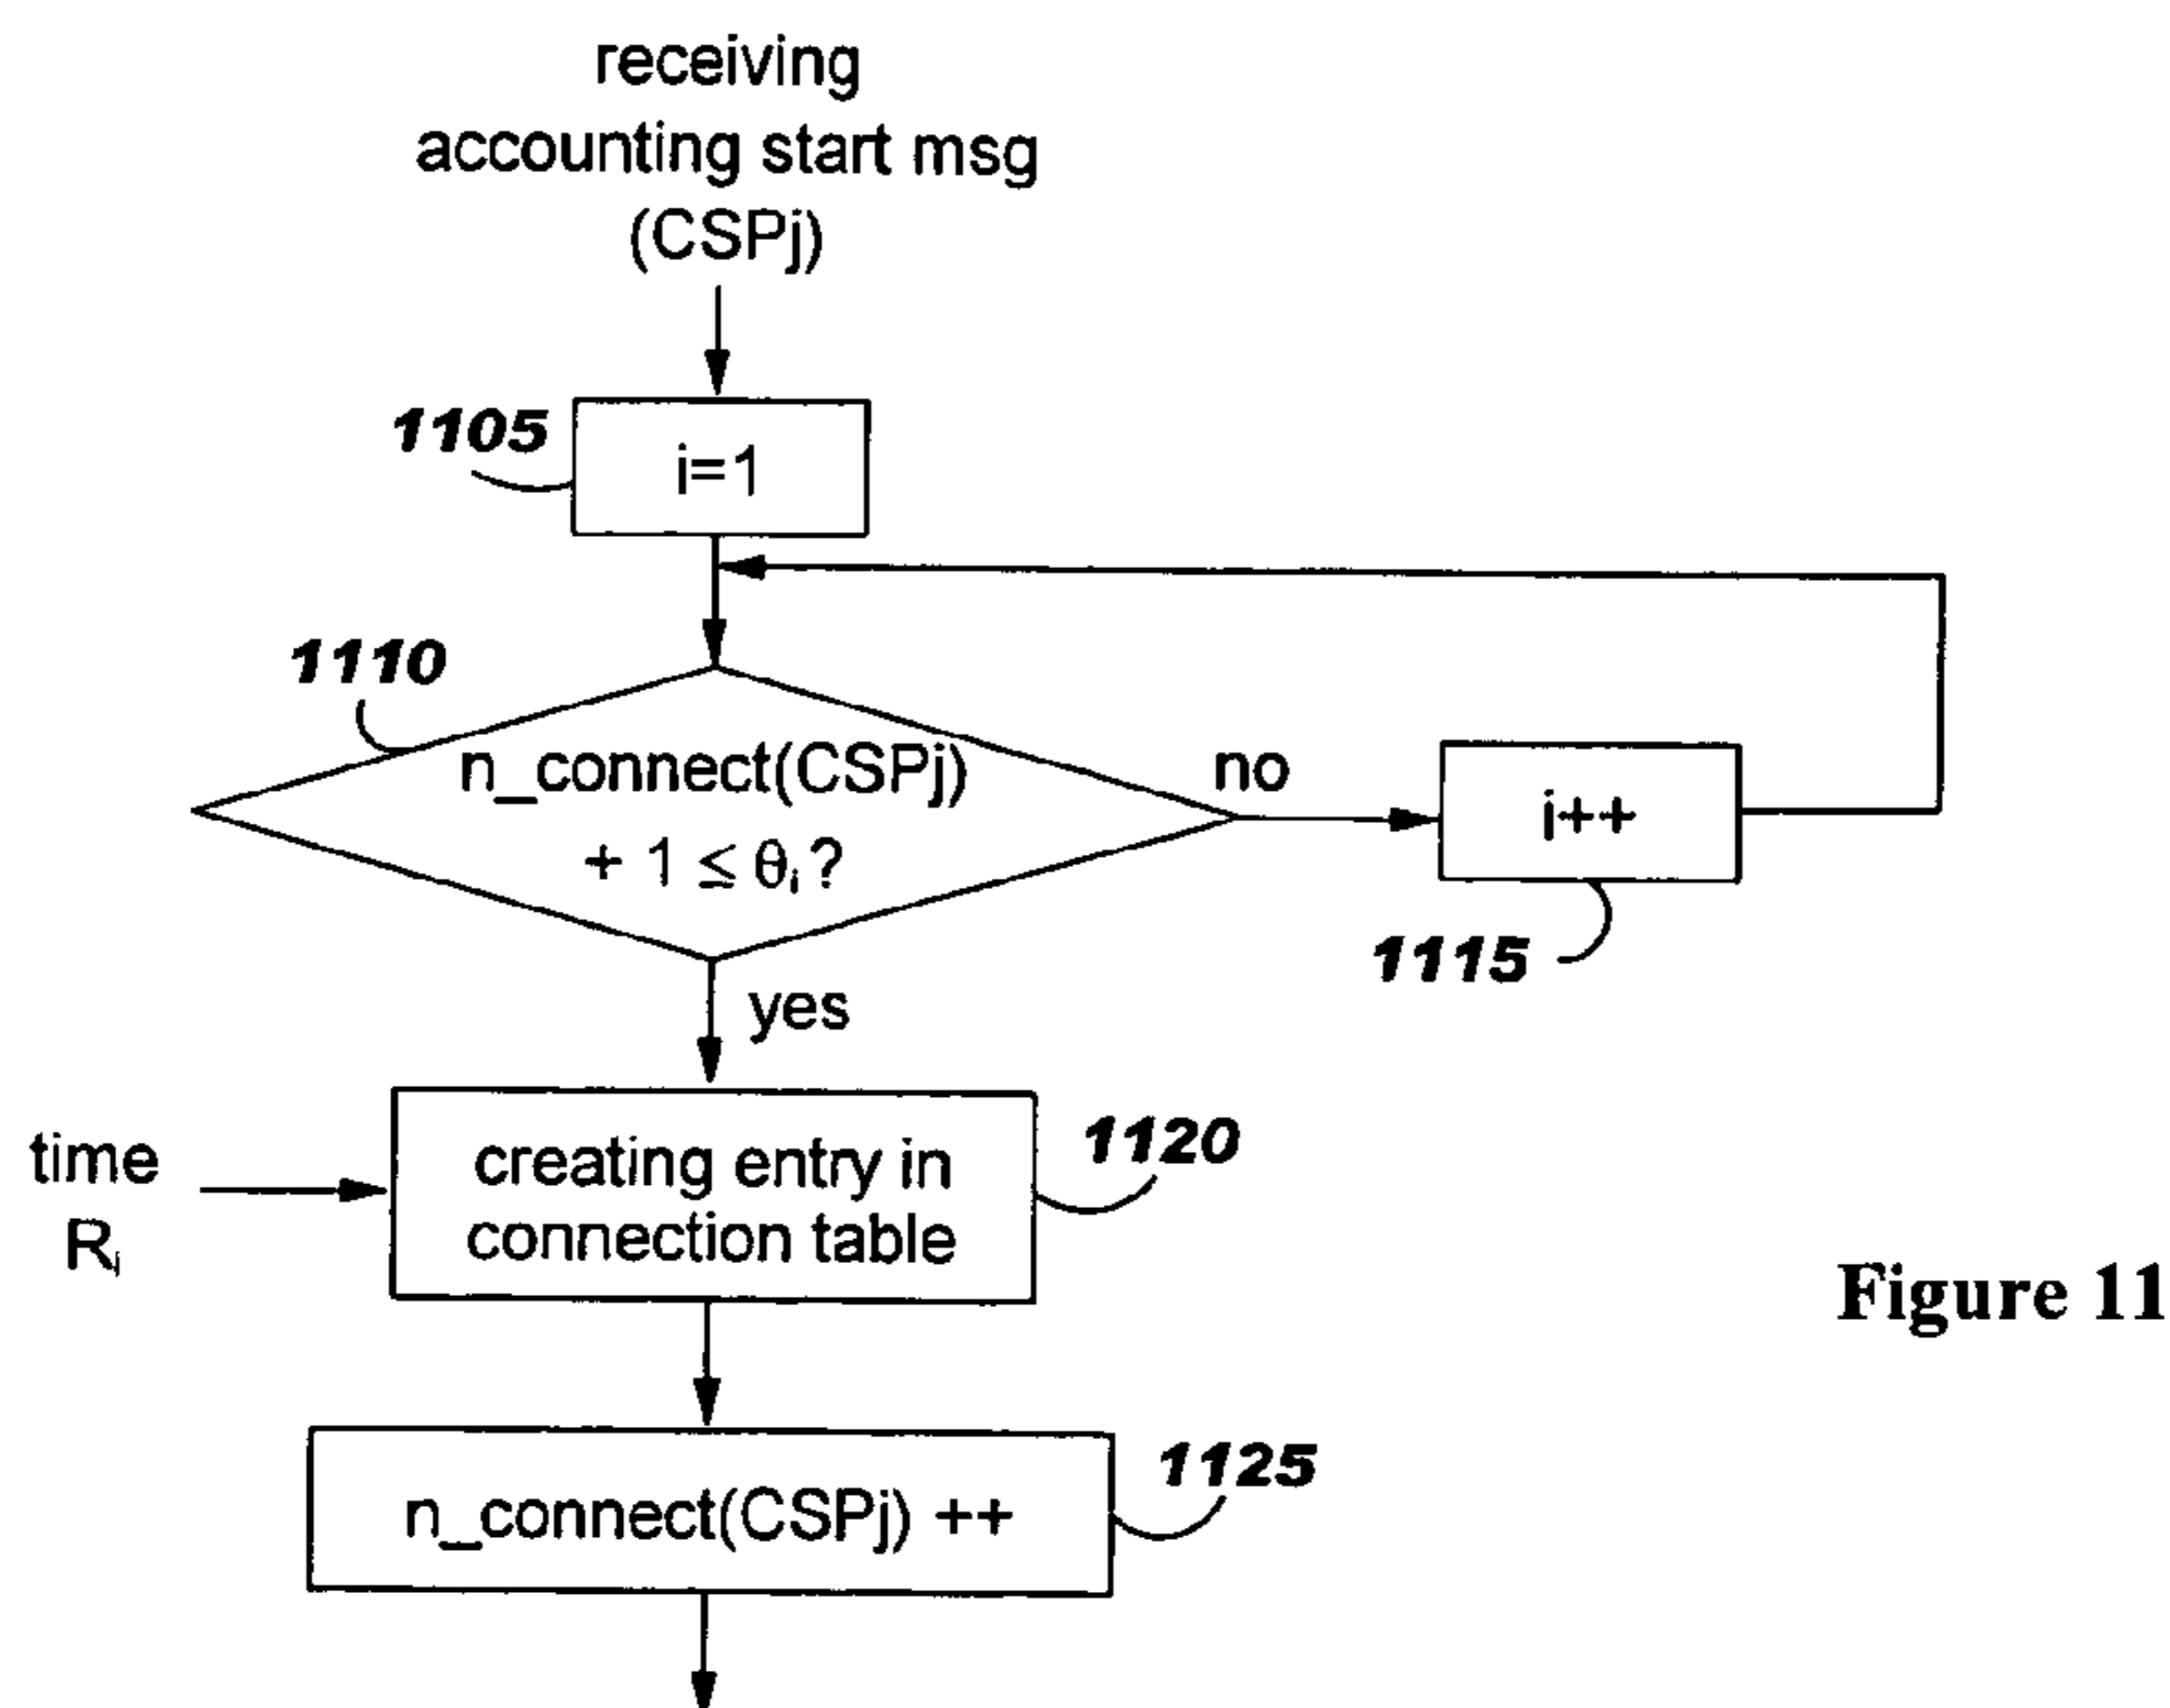 receiving
accounting start msg
(CSPj)
1105
i=1
1110
n_connect(CSPj)
+ 1 ≤ θi ?
no
i++
1115
yes
time
Ri
creating entry in
connection table
1120
Figure 11
n_connect(CSPj) ++
1125